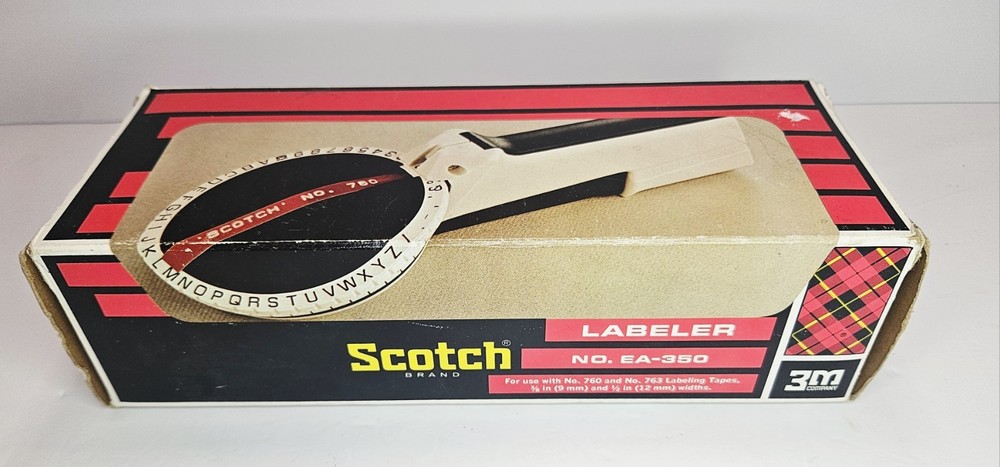 3456789&ABCDEFGHIJKLMNOPQRSTUVWXYZ
SCOTCH NO. 760
Scotch®
BRAND
LABELER
NO. EA-350
For use with No. 760 and No. 763 Labeling Tapes,
⅜ in (9 mm) and ½ in (12 mm) widths.
3M
COMPANY